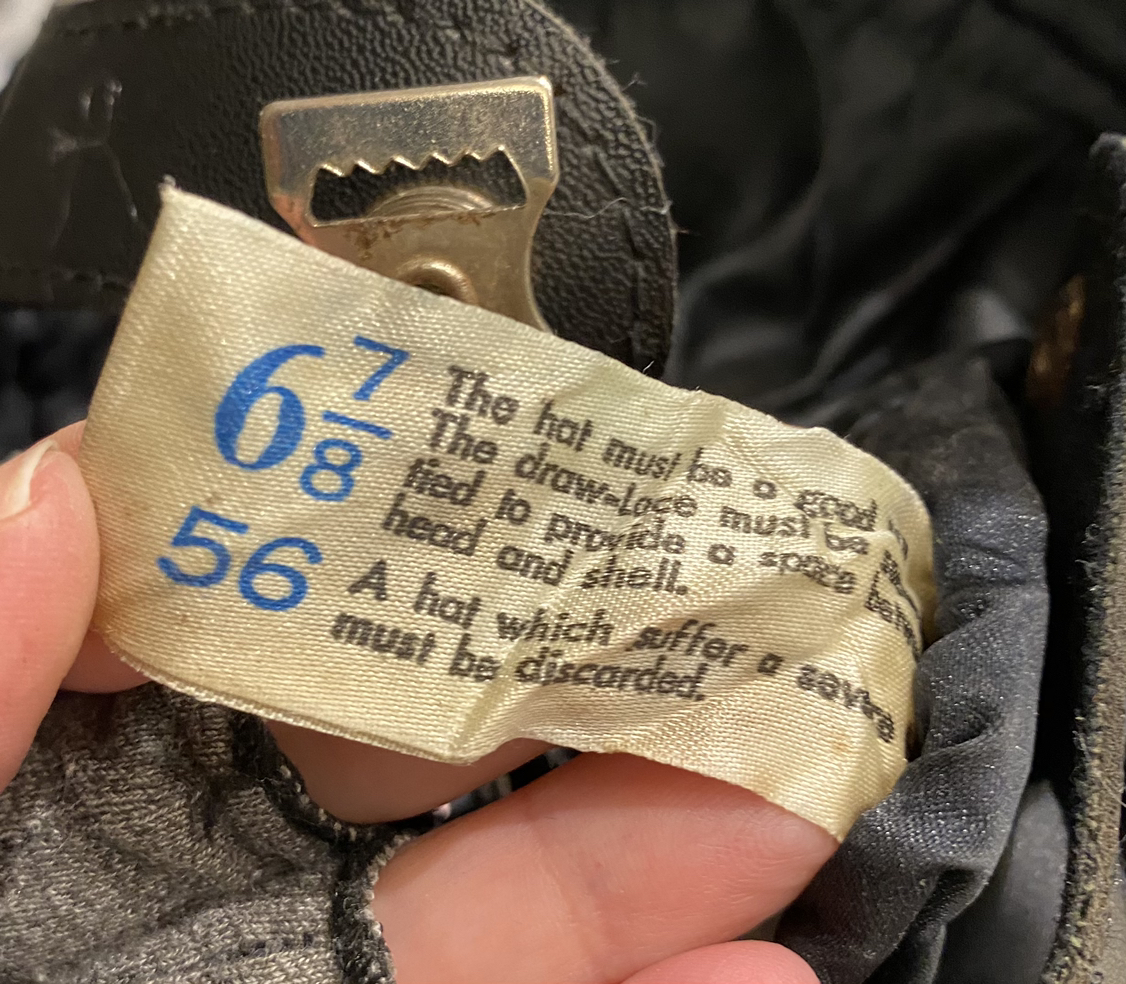 6 7/8
56
The hat must be a good
The draw-Lace must be
tied to provide a space
head and shell.
A hat which suffer a
must be discarded.